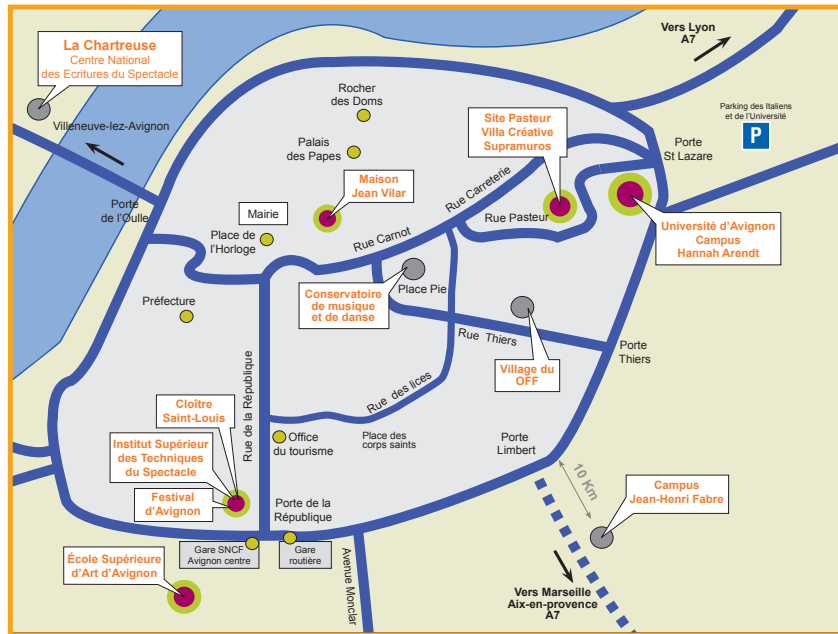 La Chartreuse
Centre National
des Ecritures du Spectacle
Villeneuve-lez-Avignon
Vers Lyon
A7
Parking des Italiens
et de l'Université
P
Rocher
des Doms
Palais
des Papes
Site Pasteur
Villa Créative
Supramuros
Porte
St Lazare
Maison
Jean Vilar
Rue Carreterie
Rue Pasteur
Porte
de l'Oulle
Mairie
Place de
l'Horloge
Rue Carnot
Université d'Avignon
Campus
Hannah Arendt
Préfecture
Conservatoire
de musique
et de danse
Place Pie
Rue Thiers
Porte
Thiers
Village du
OFF
Rue de la République
Rue des lices
Cloître
Saint-Louis
Institut Supérieur
des Techniques
du Spectacle
Festival
d'Avignon
Office
du tourisme
Place des
corps saints
Porte
Limbert
10 Km
Campus
Jean-Henri Fabre
Porte de la
République
Gare SNCF
Avignon centre
Gare
routière
Avenue Monclar
École Supérieure
d'Art d'Avignon
Vers Marseille
Aix-en-provence
A7